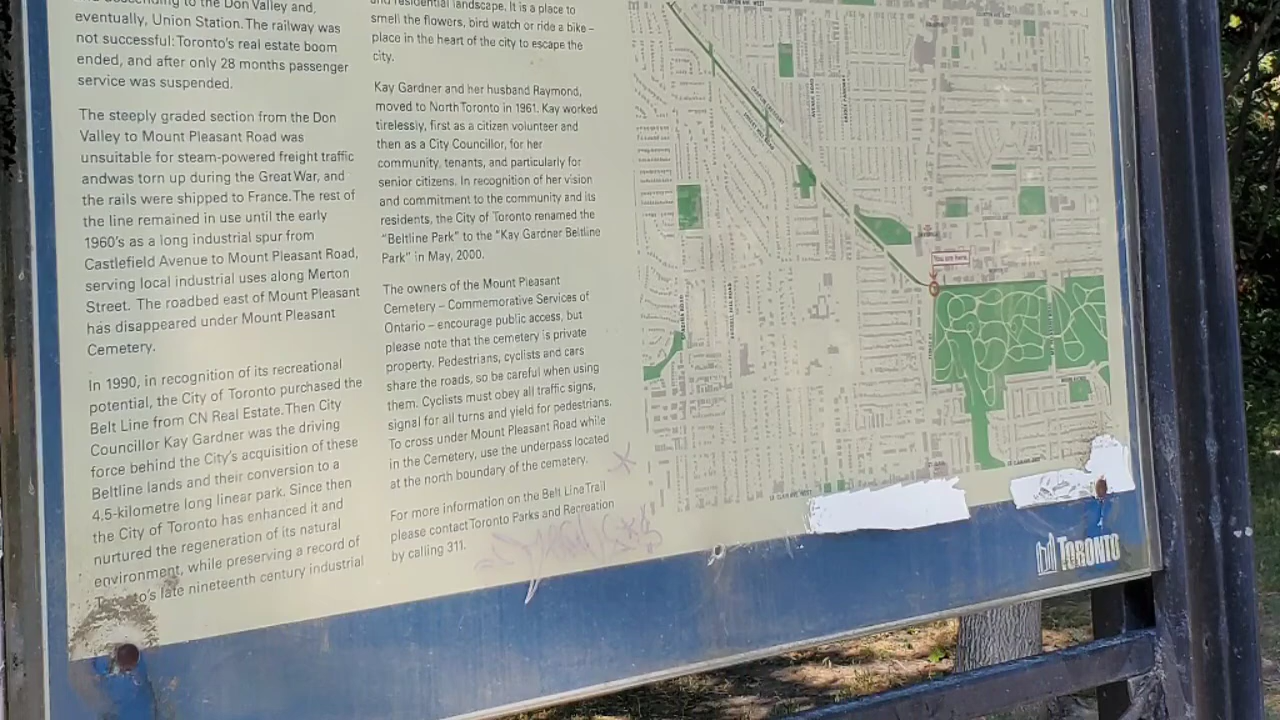 descending to the Don Valley and,
eventually, Union Station. The railway was
not successful: Toronto's real estate boom
ended, and after only 28 months passenger
service was suspended.
The steeply graded section from the Don
Valley to Mount Pleasant Road was
unsuitable for steam-powered freight traffic
andwas torn up during the Great War, and
the rails were shipped to France. The rest of
the line remained in use until the early
1960's as a long industrial spur from
Castlefield Avenue to Mount Pleasant Road,
serving local industrial uses along Merton
Street. The roadbed east of Mount Pleasant
has disappeared under Mount Pleasant
Cemetery.
In 1990, in recognition of its recreational
potential, the City of Toronto purchased the
Belt Line from CN Real Estate. Then City
Councillor Kay Gardner was the driving
force behind the City's acquisition of these
Beltline lands and their conversion to a
4.5-kilometre long linear park. Since then
the City of Toronto has enhanced it and
nurtured the regeneration of its natural
environment, while preserving a record of
Toronto's late nineteenth century industrial
and residential landscape. It is a place to
smell the flowers, bird watch or ride a bike –
place in the heart of the city to escape the
city.
Kay Gardner and her husband Raymond,
moved to North Toronto in 1961. Kay worked
tirelessly, first as a citizen volunteer and
then as a City Councillor, for her
community, tenants, and particularly for
senior citizens. In recognition of her vision
and commitment to the community and its
residents, the City of Toronto renamed the
"Beltline Park" to the "Kay Gardner Beltline
Park" in May, 2000.
The owners of the Mount Pleasant
Cemetery – Commemorative Services of
Ontario – encourage public access, but
please note that the cemetery is private
property. Pedestrians, cyclists and cars
share the roads, so be careful when using
them. Cyclists must obey all traffic signs,
signal for all turns and yield for pedestrians.
To cross under Mount Pleasant Road while
in the Cemetery, use the underpass located
at the north boundary of the cemetery.
For more information on the Belt Line Trail
please contact Toronto Parks and Recreation
by calling 311.
You are here.
TORONTO